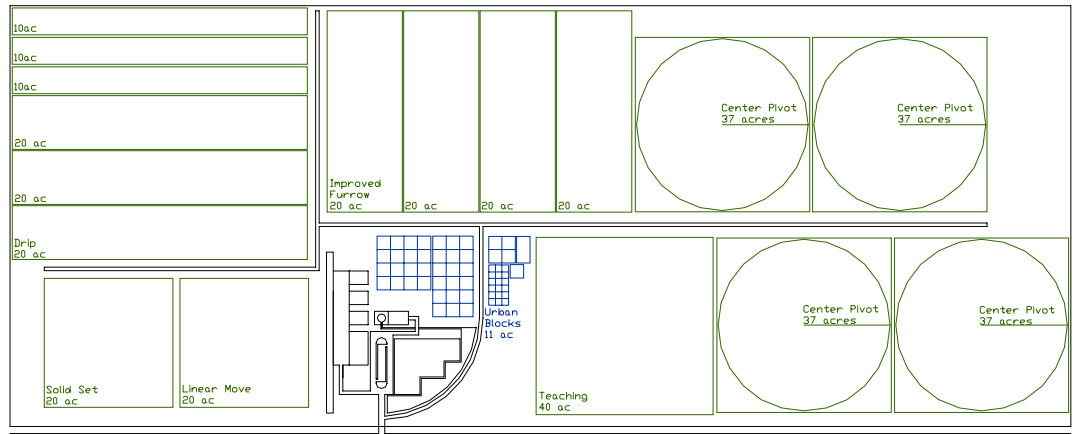 10ac
10ac
10ac
20 ac
20 ac
Drip
20 ac
Improved
Furrow
20 ac
20 ac
20 ac
20 ac
Center Pivot
37 acres
Center Pivot
37 acres
Solid Set
20 ac
Linear Move
20 ac
Urban
Blocks
11 ac
Teaching
40 ac
Center Pivot
37 acres
Center Pivot
37 acres